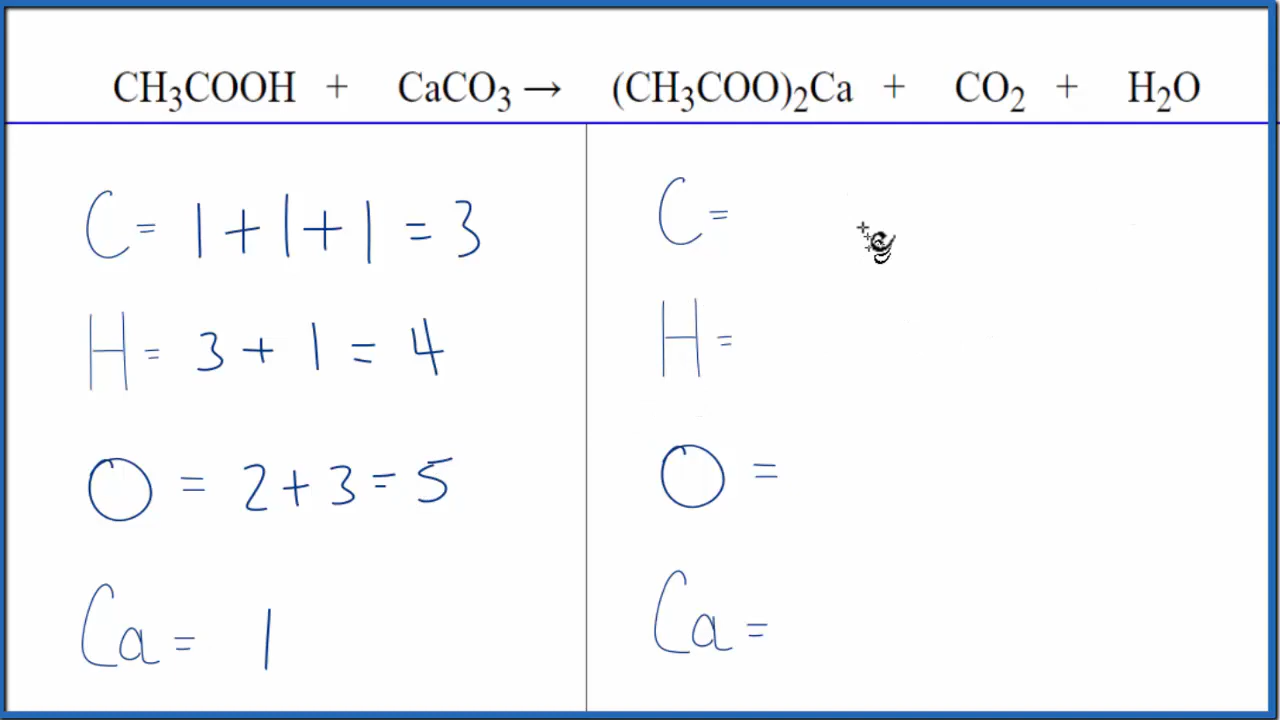 CH₃COOH + CaCO₃ → (CH₃COO)₂Ca + CO₂ + H₂O
C = 1 + 1 + 1 = 3
H = 3 + 1 = 4
O = 2 + 3 = 5
Ca = 1
C =
H =
O =
Ca =